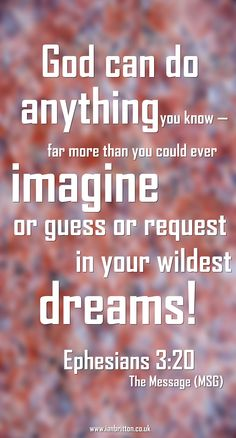 God can do
anything you know –
far more than you could ever
imagine
or guess or request
in your wildest
dreams!
Ephesians 3:20
The Message (MSG)
www.ianbritton.co.uk